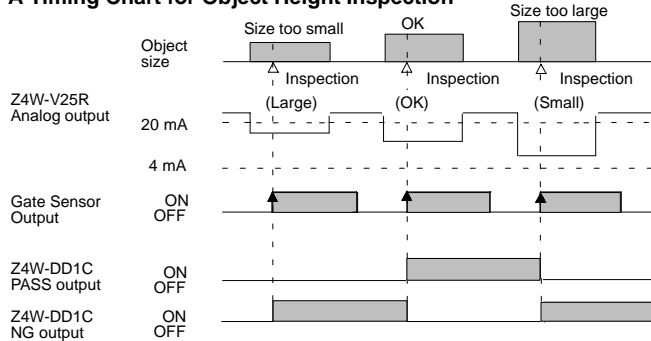 A Timing Chart for Object Height Inspection
Size too small
OK
Size too large
Object
size
Inspection
Inspection
Inspection
Z4W-V25R
Analog output
(Large)
(OK)
(Small)
20 mA
4 mA
Gate Sensor
Output
ON
OFF
Z4W-DD1C
PASS output
ON
OFF
Z4W-DD1C
NG output
ON
OFF